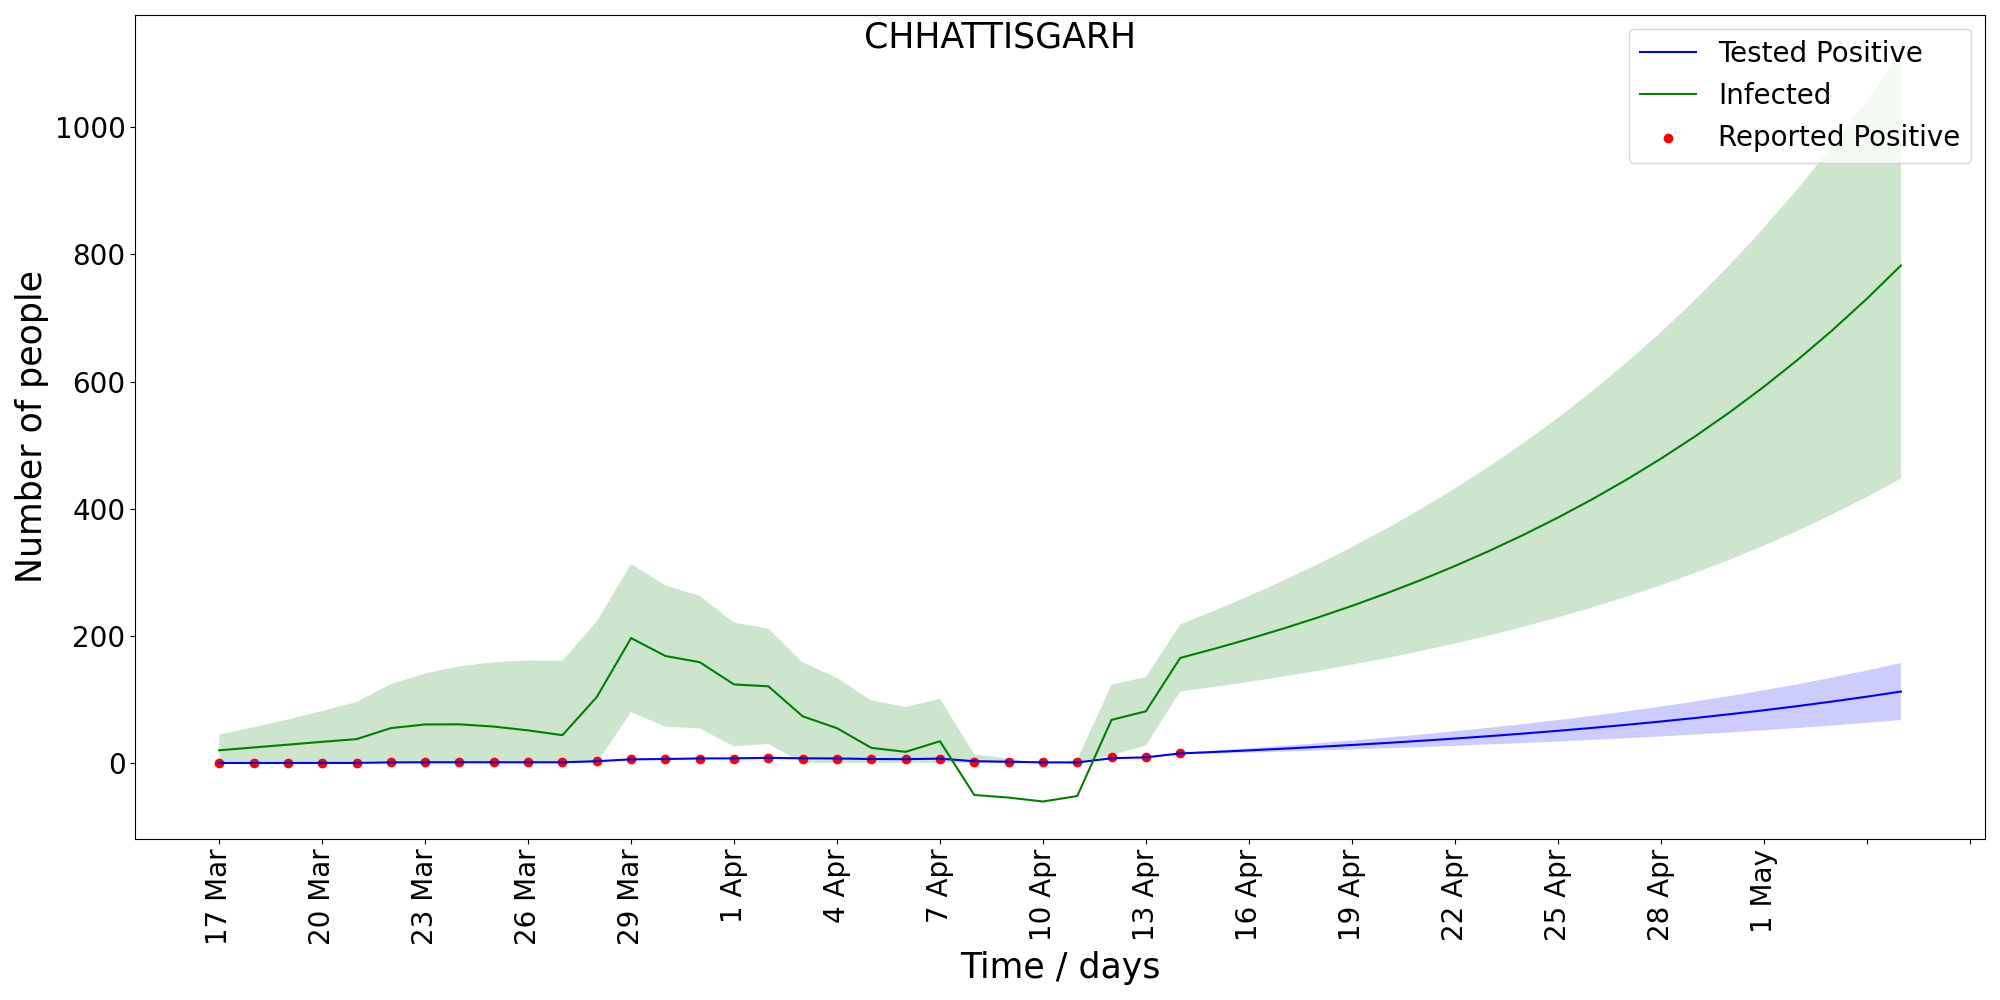 CHHATTISGARH
Tested Positive
Infected
Reported Positive
Number of people
1000
800
600
400
200
0
17 Mar
20 Mar
23 Mar
26 Mar
29 Mar
1 Apr
4 Apr
7 Apr
10 Apr
13 Apr
16 Apr
19 Apr
22 Apr
25 Apr
28 Apr
1 May
Time / days